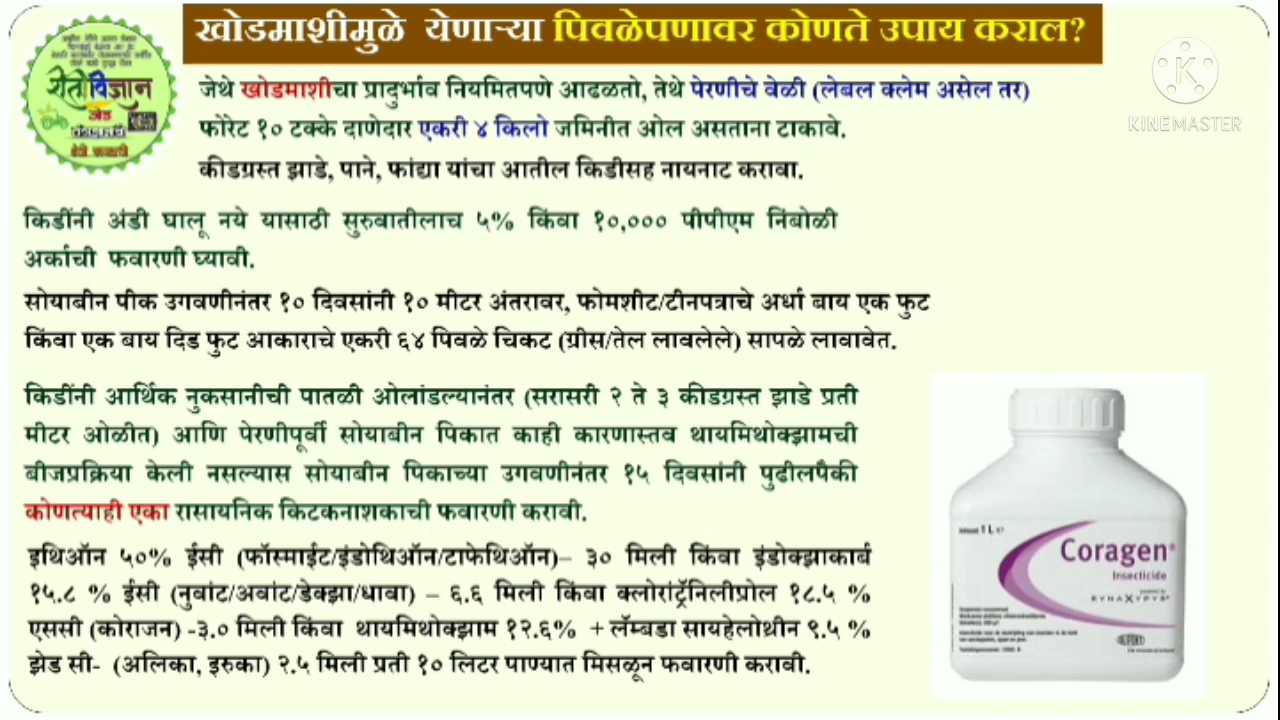 खोडमाशीमुळे येणाऱ्या पिवळेपणावर कोणते उपाय कराल?
शेतीविज्ञान
KINEMASTER
जेथे खोडमाशीचा प्रादुर्भाव नियमितपणे आढळतो, तेथे पेरणीचे वेळी (लेबल क्लेम असेल तर)
फोरेट १० टक्के दाणेदार एकरी ४ किलो जमिनीत ओल असताना टाकावे.
कीडग्रस्त झाडे, पाने, फांद्या यांचा आतील किडीसह नायनाट करावा.
किडींनी अंडी घालू नये यासाठी सुरुवातीलाच ५% किंवा १०,००० पीपीएम निंबोळी
अर्काची फवारणी घ्यावी.
सोयाबीन पीक उगवणीनंतर १० दिवसांनी १० मीटर अंतरावर, फोमशीट/टीनपत्राचे अर्धा बाय एक फुट
किंवा एक बाय दिड फुट आकाराचे एकरी ६४ पिवळे चिकट (ग्रीस/तेल लावलेले) सापळे लावावेत.
किडींनी आर्थिक नुकसानीची पातळी ओलांडल्यानंतर (सरासरी २ ते ३ कीडग्रस्त झाडे प्रती
मीटर ओळीत) आणि पेरणीपूर्वी सोयाबीन पिकात काही कारणास्तव थायमिथोक्झामची
बीजप्रक्रिया केली नसल्यास सोयाबीन पिकाच्या उगवणीनंतर १५ दिवसांनी पुढीलपैकी
कोणत्याही एका रासायनिक किटकनाशकाची फवारणी करावी.
इथिऑन ५०% ईसी (फॉस्माईट/इंडोथिऑन/टाफेथिऑन)– ३० मिली किंवा इंडोक्झाकार्ब
१५.८ % ईसी (नुवांट/अवांट/डेक्झा/धावा) – ६.६ मिली किंवा क्लोरांट्रॅनिलीप्रोल १८.५ %
एससी (कोराजन) -३.० मिली किंवा थायमिथोक्झाम १२.६% + लॅम्बडा सायहेलोथ्रीन ९.५ %
झेड सी- (अलिका, इरुका) २.५ मिली प्रती १० लिटर पाण्यात मिसळून फवारणी करावी.
1 L
Coragen®
Insecticide